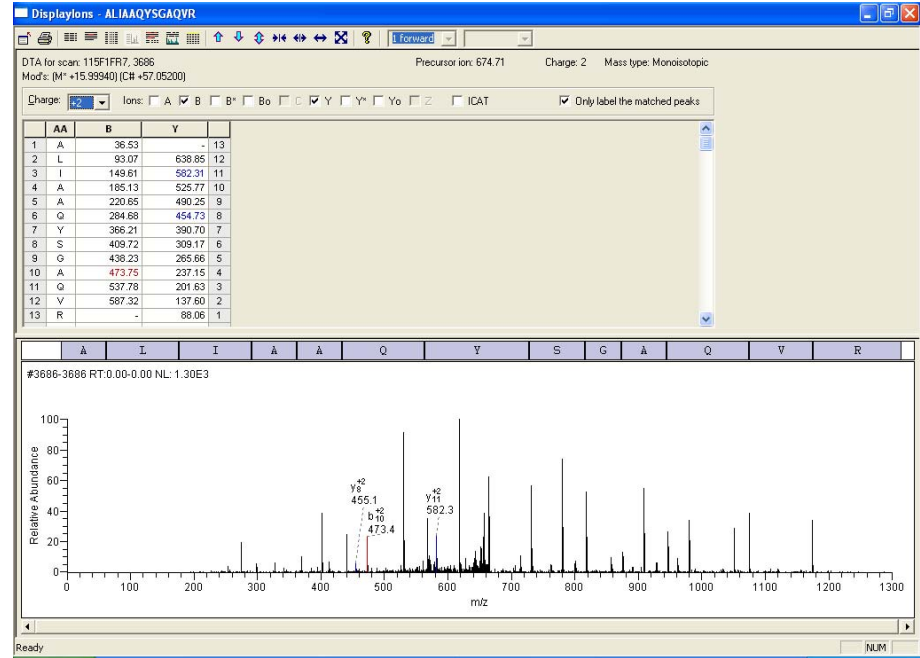 DisplayIons - ALIAAQYSGAQVR
1 forward
DTA for scan: 115F1FR7, 3686 Precursor ion: 674.71 Charge: 2 Mass type: Monoisotopic
Mod's: (M* +15.99940) (C# +57.05200)
Charge: +2 Ions: A B B* Bo C Y Y* Yo Z ICAT Only label the matched peaks
AA B Y
1 A 36.53 - 13
2 L 93.07 638.85 12
3 I 149.61 582.31 11
4 A 185.13 525.77 10
5 A 220.65 490.25 9
6 Q 284.68 454.73 8
7 Y 366.21 390.70 7
8 S 409.72 309.17 6
9 G 438.23 265.66 5
10 A 473.75 237.15 4
11 Q 537.78 201.63 3
12 V 587.32 137.60 2
13 R - 88.06 1
A L I A A Q Y S G A Q V R
#3686-3686 RT:0.00-0.00 NL: 1.30E3
100
80
60
40
20
0
Relative Abundance
y8+2
455.1
b10+2
473.4
y11+2
582.3
0 100 200 300 400 500 600 700 800 900 1000 1100 1200 1300
m/z
Ready NUM